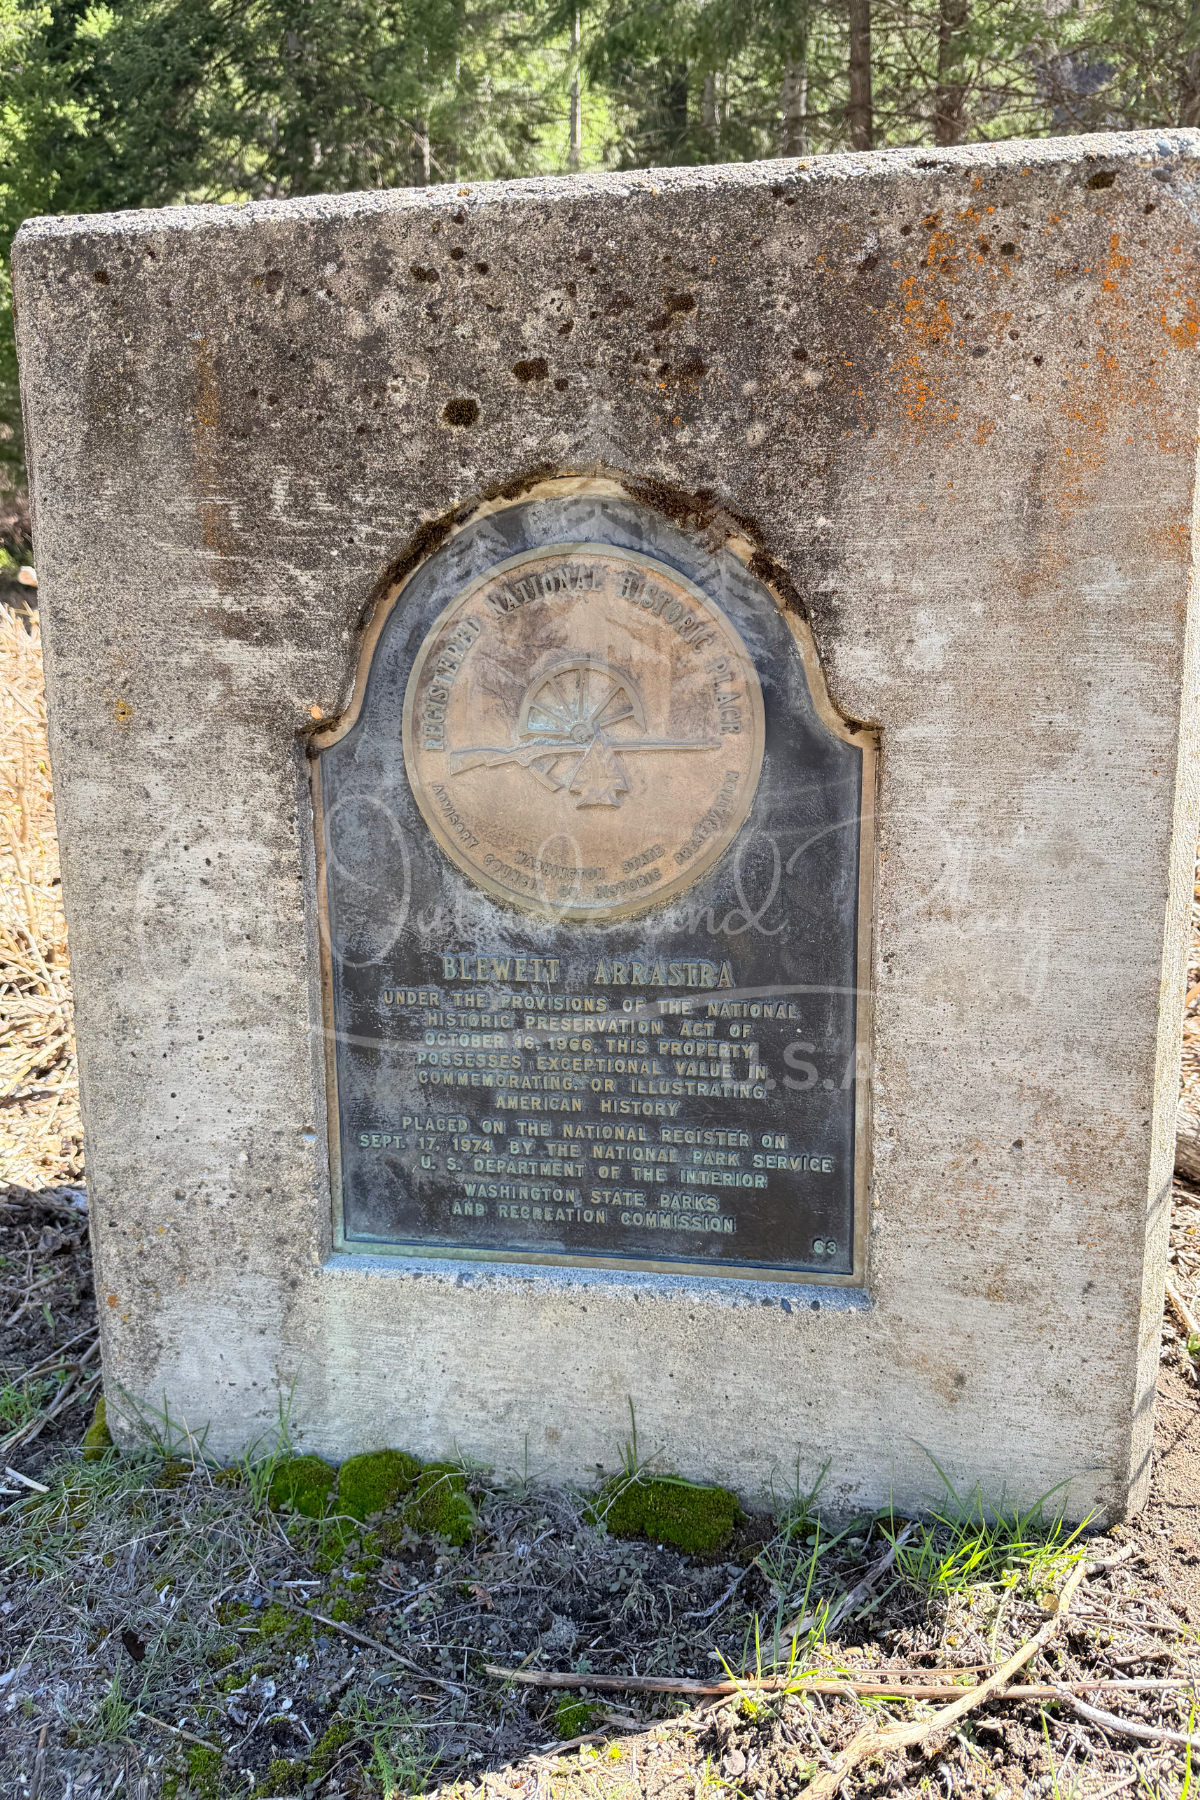 REGISTERED NATIONAL HISTORIC PLACE
WASHINGTON STATE
ADVISORY COUNCIL ON HISTORIC PRESERVATION
BLEWETT ARRASTRA
UNDER THE PROVISIONS OF THE NATIONAL
HISTORIC PRESERVATION ACT OF
OCTOBER 16, 1966, THIS PROPERTY
POSSESSES EXCEPTIONAL VALUE IN
COMMEMORATING OR ILLUSTRATING
AMERICAN HISTORY
PLACED ON THE NATIONAL REGISTER ON
SEPT. 17, 1974 BY THE NATIONAL PARK SERVICE
U. S. DEPARTMENT OF THE INTERIOR
WASHINGTON STATE PARKS
AND RECREATION COMMISSION
63
Outside and
U.S.A